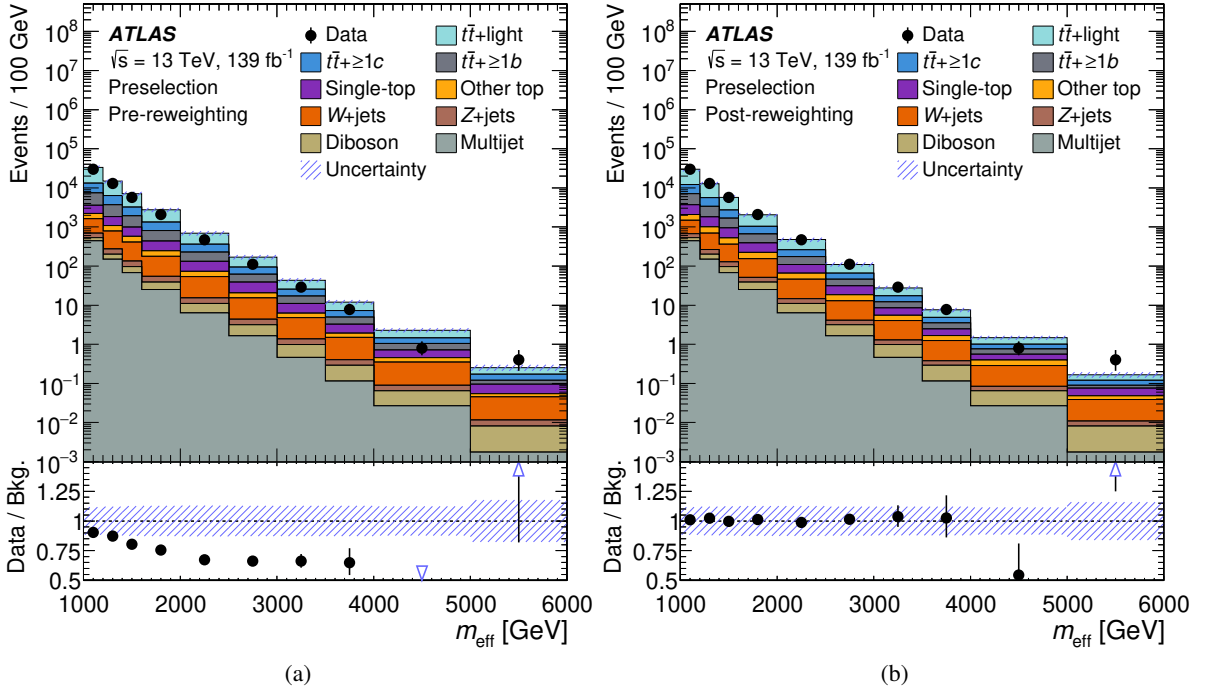 Events / 100 GeV
10⁸
10⁷
10⁶
10⁵
10⁴
10³
10²
10
1
10⁻¹
10⁻²
10⁻³
ATLAS
√s = 13 TeV, 139 fb⁻¹
Preselection
Pre-reweighting
Data
tt̄+light
tt̄+≥1c
tt̄+≥1b
Single-top
Other top
W+jets
Z+jets
Diboson
Multijet
Uncertainty
Data / Bkg.
1.25
1
0.75
0.5
1000 2000 3000 4000 5000 6000
m_eff [GeV]
(a)
Events / 100 GeV
10⁸
10⁷
10⁶
10⁵
10⁴
10³
10²
10
1
10⁻¹
10⁻²
10⁻³
ATLAS
√s = 13 TeV, 139 fb⁻¹
Preselection
Post-reweighting
Data
tt̄+light
tt̄+≥1c
tt̄+≥1b
Single-top
Other top
W+jets
Z+jets
Diboson
Multijet
Uncertainty
Data / Bkg.
1.25
1
0.75
0.5
1000 2000 3000 4000 5000 6000
m_eff [GeV]
(b)